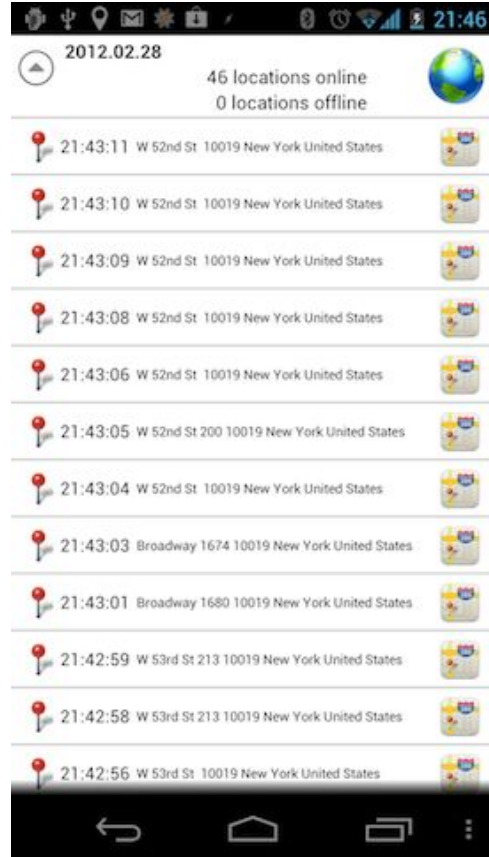 21:46
2012.02.28
46 locations online
0 locations offline
21:43:11 W 52nd St 10019 New York United States
21:43:10 W 52nd St 10019 New York United States
21:43:09 W 52nd St 10019 New York United States
21:43:08 W 52nd St 10019 New York United States
21:43:06 W 52nd St 10019 New York United States
21:43:05 W 52nd St 200 10019 New York United States
21:43:04 W 52nd St 10019 New York United States
21:43:03 Broadway 1674 10019 New York United States
21:43:01 Broadway 1680 10019 New York United States
21:42:59 W 53rd St 213 10019 New York United States
21:42:58 W 53rd St 213 10019 New York United States
21:42:56 W 53rd St 10019 New York United States